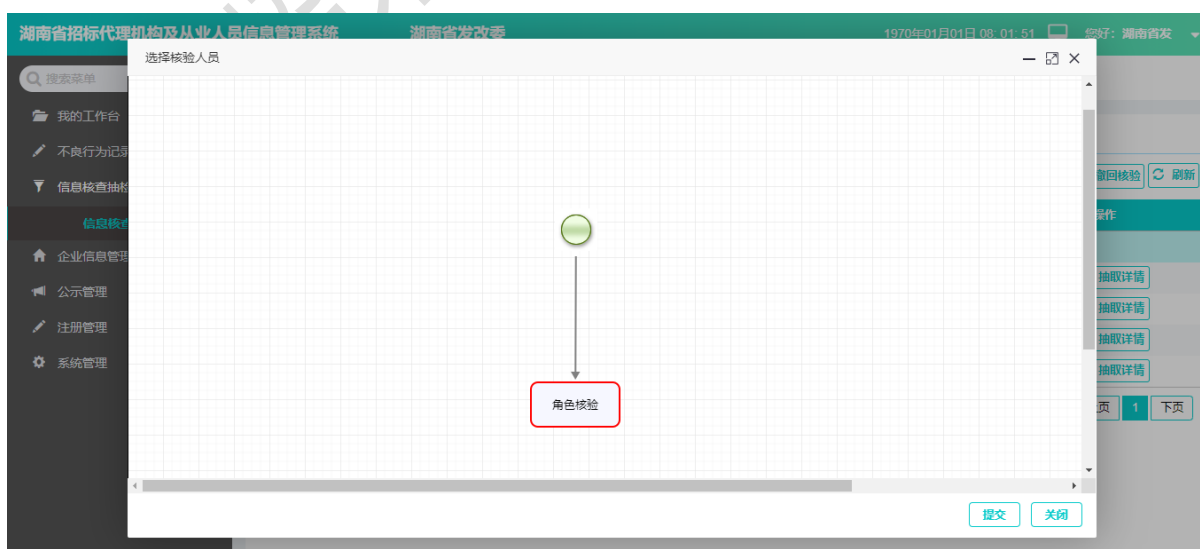 湖南省招标代理机构及从业人员信息管理系统 湖南省发改委 1970年01月01日 08:01:51 您好：湖南省发
选择核验人员
搜索菜单
我的工作台
不良行为记录
撤回核验 刷新
信息核查抽检
信息核查
操作
企业信息管理
抽取详情
公示管理
抽取详情
注册管理
抽取详情
系统管理
抽取详情
角色核验
页 1 下页
提交 关闭